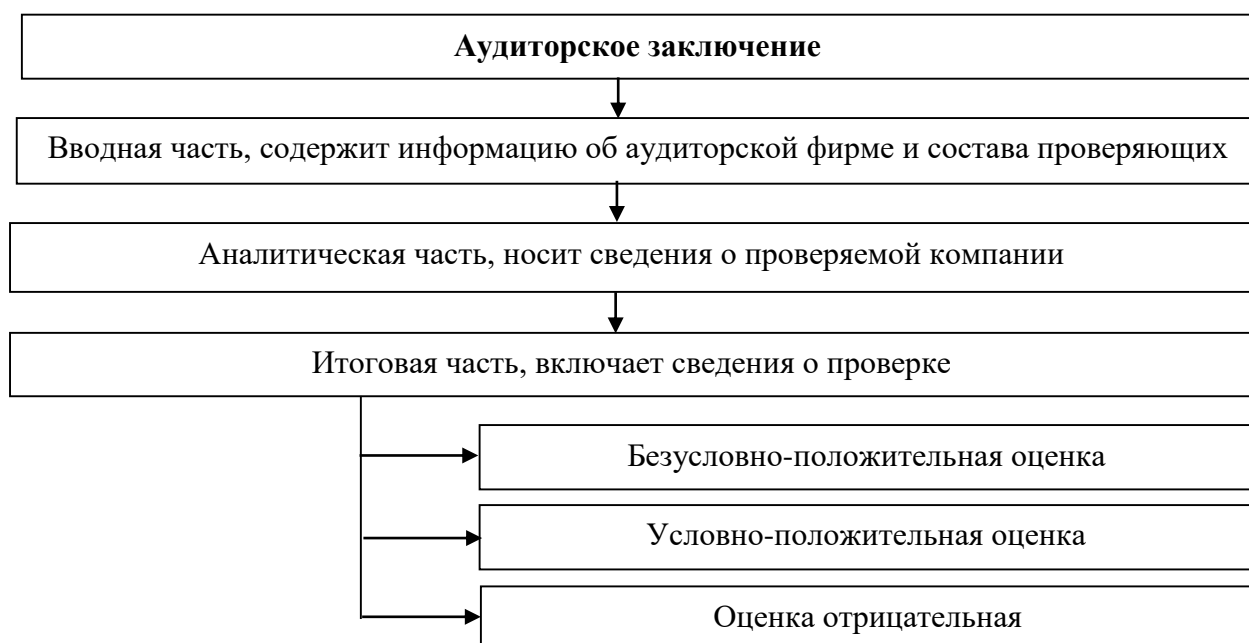 Аудиторское заключение
Вводная часть, содержит информацию об аудиторской фирме и состава проверяющих
Аналитическая часть, носит сведения о проверяемой компании
Итоговая часть, включает сведения о проверке
Безусловно-положительная оценка
Условно-положительная оценка
Оценка отрицательная